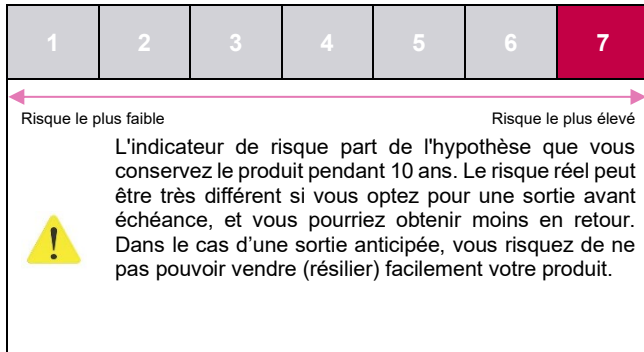 1 2 3 4 5 6 7
Risque le plus faible Risque le plus élevé
L'indicateur de risque part de l'hypothèse que vous
conservez le produit pendant 10 ans. Le risque réel peut
être très différent si vous optez pour une sortie avant
échéance, et vous pourriez obtenir moins en retour.
Dans le cas d’une sortie anticipée, vous risquez de ne
pas pouvoir vendre (résilier) facilement votre produit.